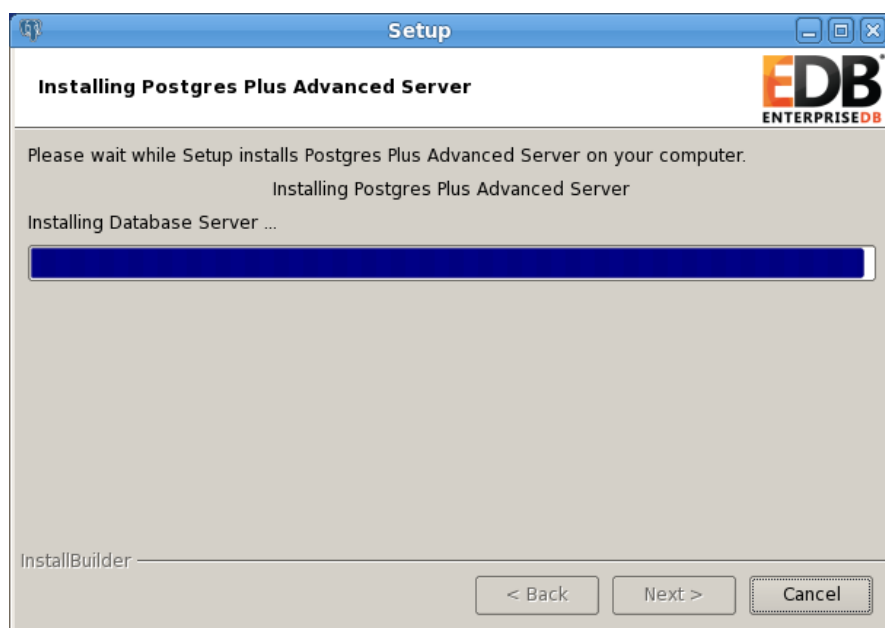 Setup
Installing Postgres Plus Advanced Server
EDB
ENTERPRISEDB
Please wait while Setup installs Postgres Plus Advanced Server on your computer.
Installing Postgres Plus Advanced Server
Installing Database Server ...
InstallBuilder
< Back
Next >
Cancel